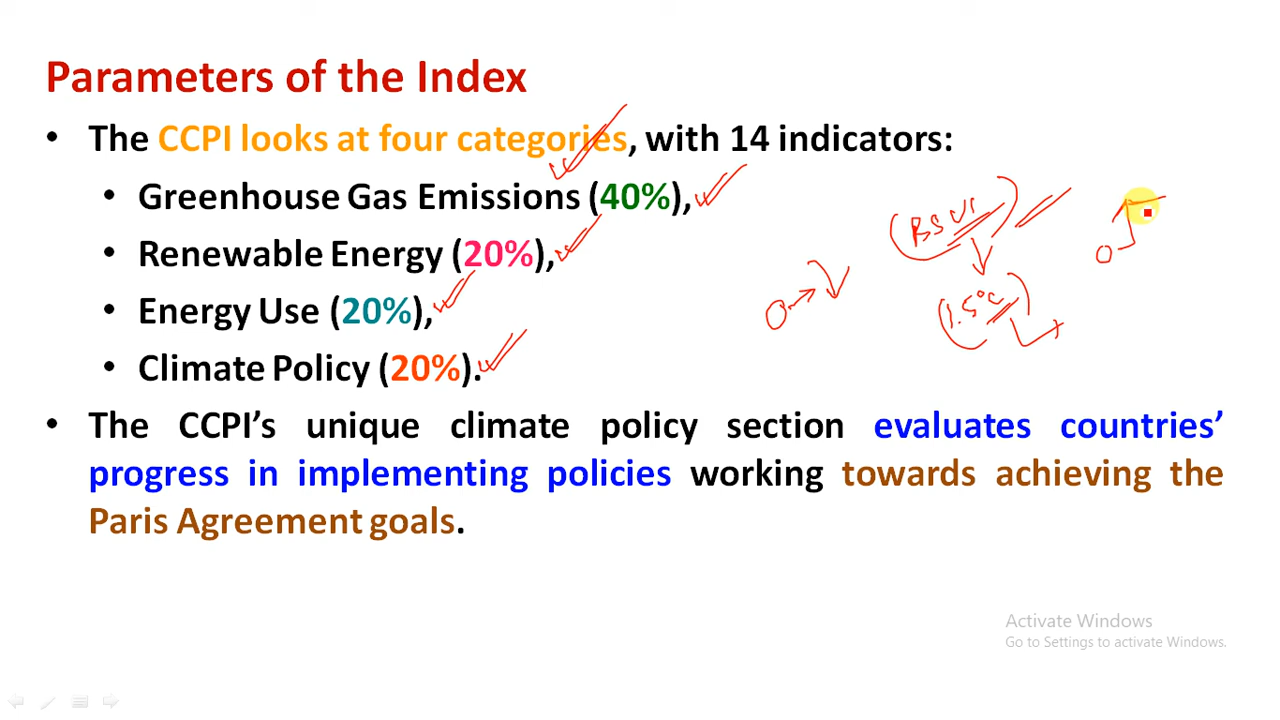 Parameters of the Index
• The CCPI looks at four categories, with 14 indicators:
• Greenhouse Gas Emissions (40%),
• Renewable Energy (20%),
• Energy Use (20%),
• Climate Policy (20%).
(1.5°C)
• The CCPI’s unique climate policy section evaluates countries’
progress in implementing policies working towards achieving the
Paris Agreement goals.
Activate Windows
Go to Settings to activate Windows.